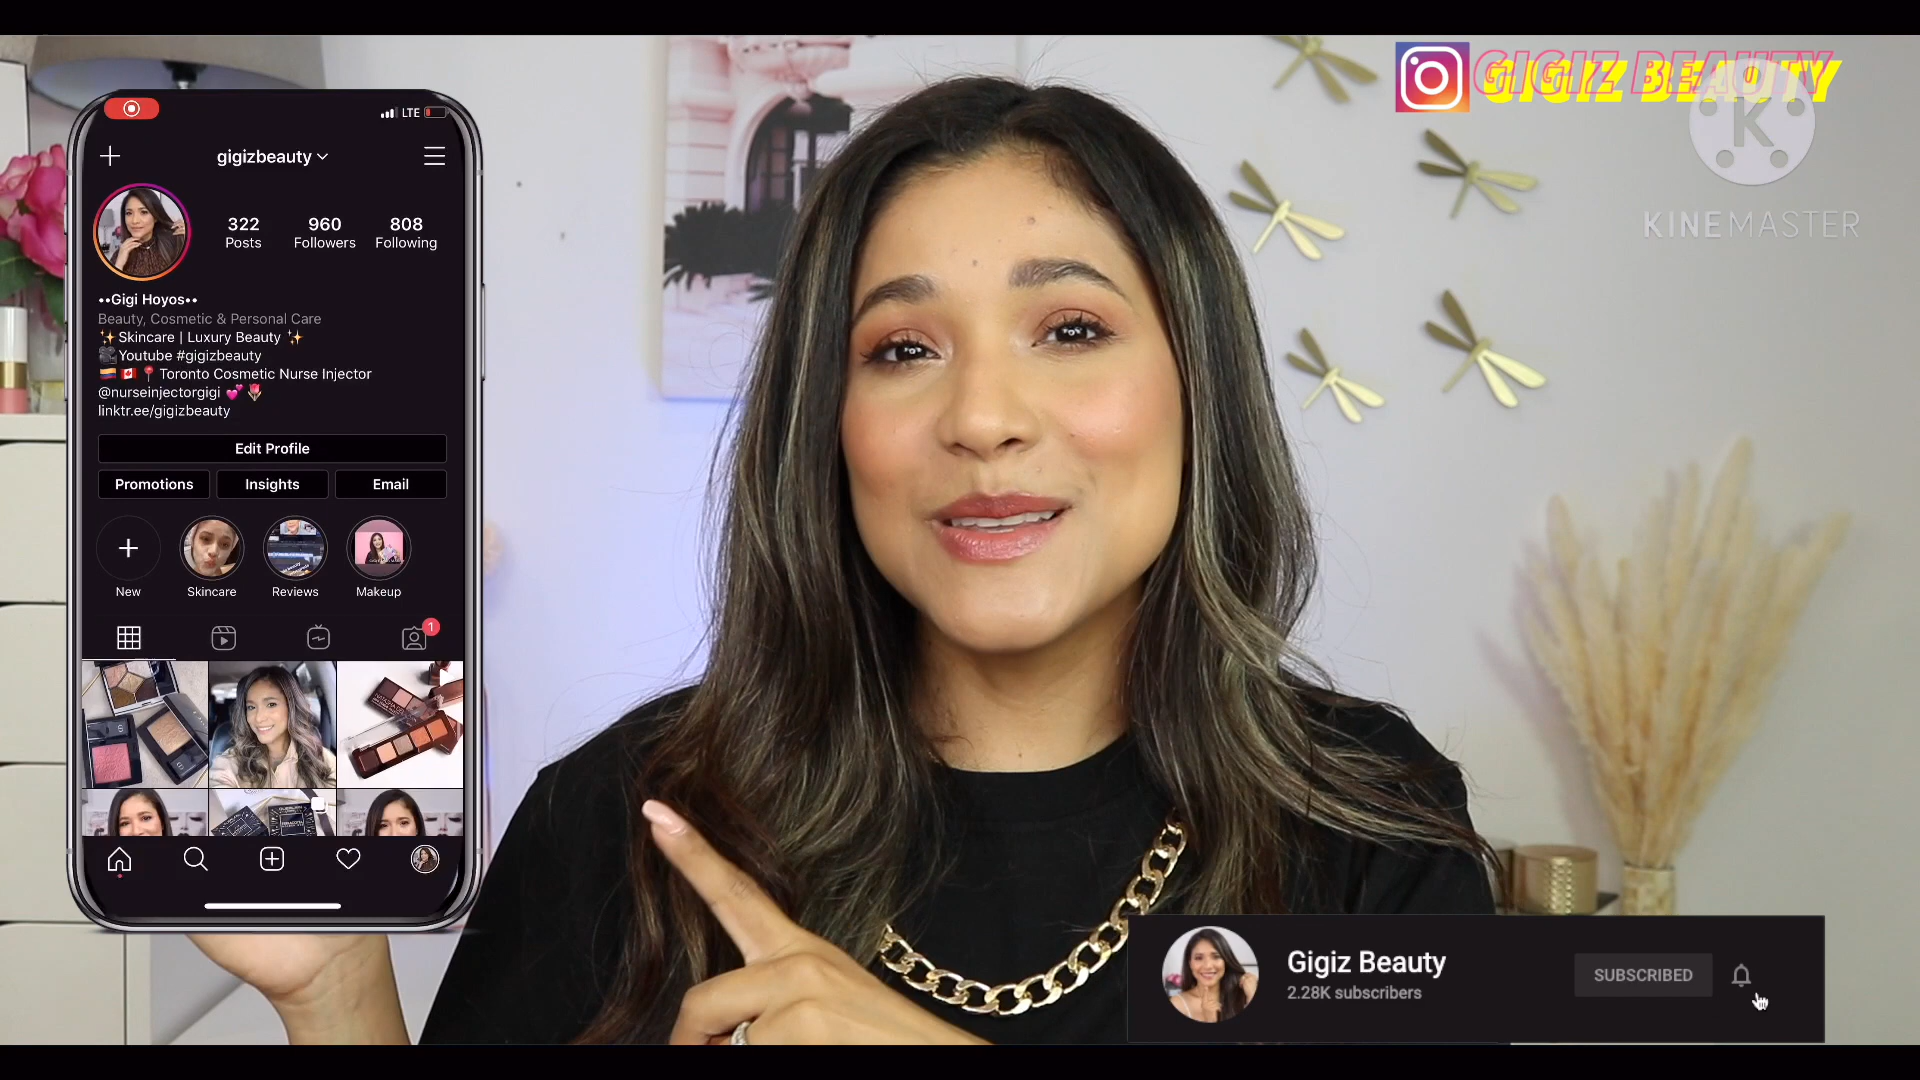 LTE
gigizbeauty
322
960
808
Posts
Followers
Following
••Gigi Hoyos••
Beauty, Cosmetic & Personal Care
✨Skincare | Luxury Beauty ✨
Youtube #gigizbeauty
Toronto Cosmetic Nurse Injector
@nurseinjectorgigi
linktr.ee/gigizbeauty
Edit Profile
Promotions
Insights
Email
New
Skincare
Reviews
Makeup
1
GIGIZ BEAUTY
K
KINEMASTER
Gigiz Beauty
2.28K subscribers
SUBSCRIBED